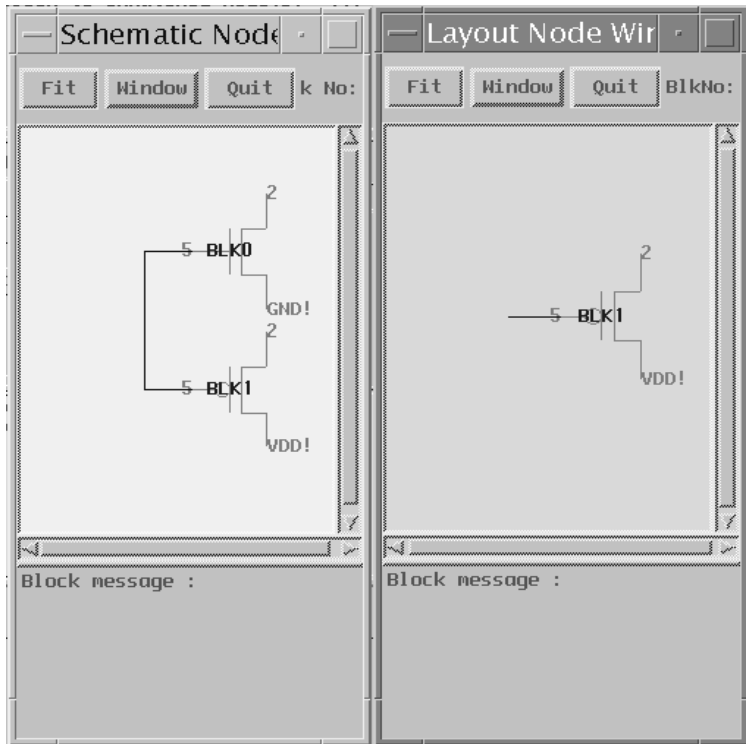 Schematic Node
Fit Window Quit k No:
2
5 BLK0
GND!
2
5 BLK1
VDD!
Block message :
Layout Node Wir
Fit Window Quit BlkNo:
2
5 BLK1
VDD!
Block message :